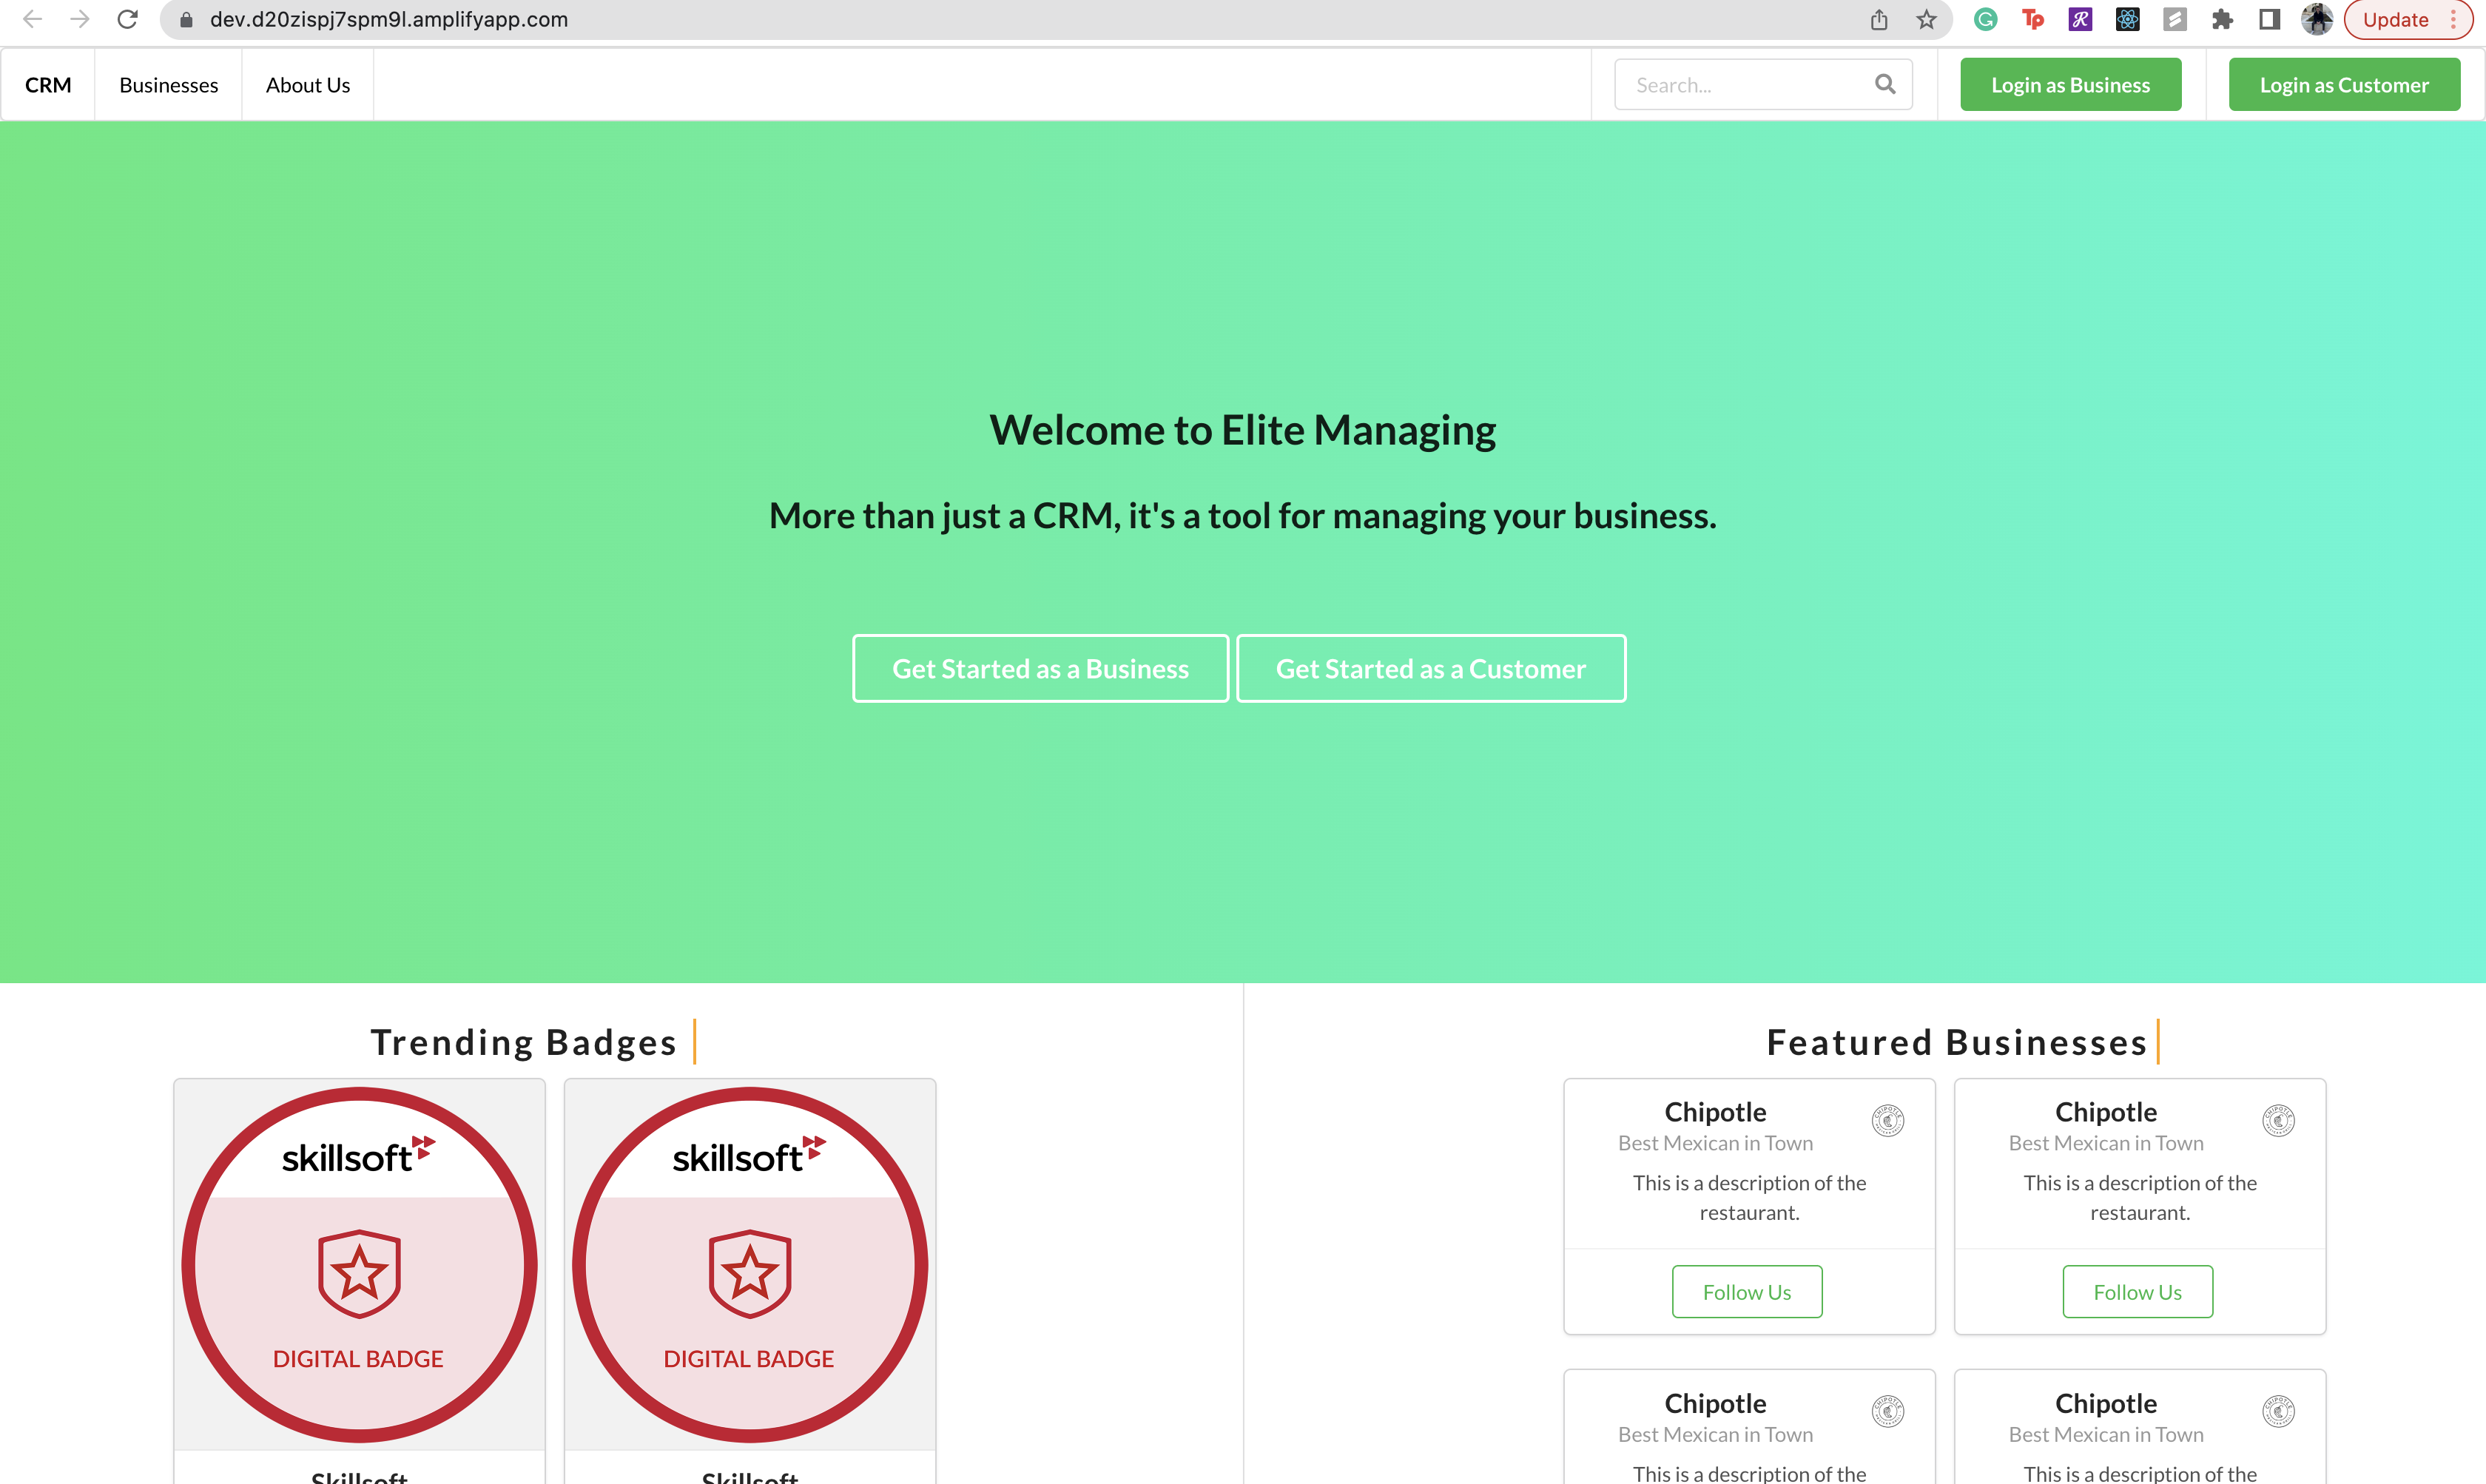 dev.d20zispj7spm9l.amplifyapp.com
Update
CRM
Businesses
About Us
Search...
Login as Business
Login as Customer
Welcome to Elite Managing
More than just a CRM, it's a tool for managing your business.
Get Started as a Business
Get Started as a Customer
Trending Badges
skillsoft
DIGITAL BADGE
Skillsoft
skillsoft
DIGITAL BADGE
Skillsoft
Featured Businesses
Chipotle
Best Mexican in Town
This is a description of the
restaurant.
Follow Us
Chipotle
Best Mexican in Town
This is a description of the
restaurant.
Follow Us
Chipotle
Best Mexican in Town
This is a description of the
Chipotle
Best Mexican in Town
This is a description of the